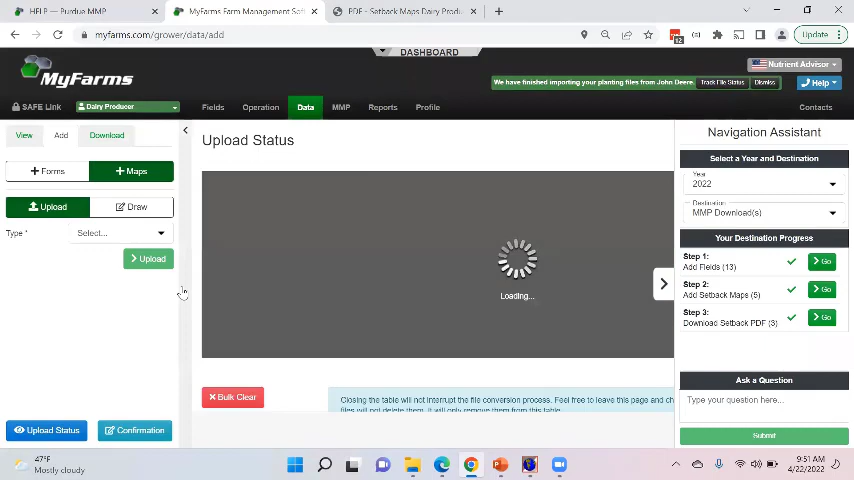 HELP — Purdue MMP
MyFarms Farm Management Soft
PDF - Setback Maps Dairy Produ
myfarms.com/grower/data/add
12
Update
DASHBOARD
MyFarms
Nutrient Advisor
We have finished importing your planting files from John Deere.
Track File Status
Dismiss
Help
SAFE Link
Dairy Producer
Fields
Operation
Data
MMP
Reports
Profile
Contacts
View
Add
Download
Forms
Maps
Upload
Draw
Type *
Select...
Upload
Upload Status
Confirmation
Upload Status
Loading...
Bulk Clear
Closing the table will not interrupt the file conversion process. Feel free to leave this page and ch
files will not delete them. It will only remove them from this table.
Navigation Assistant
Select a Year and Destination
Year
2022
Destination
MMP Download(s)
Your Destination Progress
Step 1:
Add Fields (13)
Go
Step 2:
Add Setback Maps (5)
Go
Step 3:
Download Setback PDF (3)
Go
Ask a Question
Type your question here...
Submit
47°F
Mostly cloudy
9:51 AM
4/22/2022